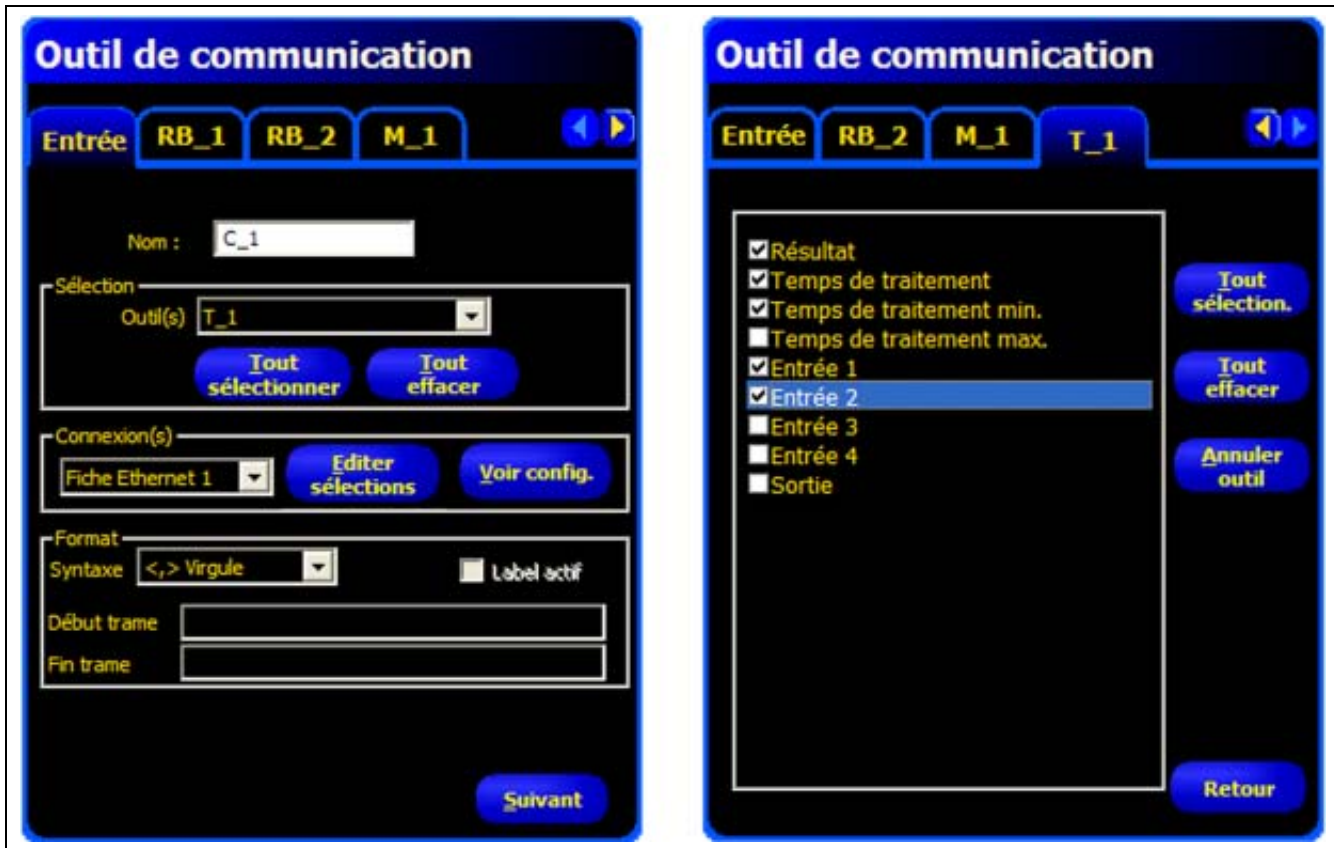 Outil de communication
Entrée RB_1 RB_2 M_1
Nom : C_1
Sélection
Outil(s) T_1
Tout sélectionner
Tout effacer
Connexion(s)
Fiche Ethernet 1
Editer sélections
Voir config.
Format
Syntaxe <,> Virgule
Label actif
Début trame
Fin trame
Suivant
Outil de communication
Entrée RB_2 M_1 T_1
Résultat
Temps de traitement
Temps de traitement min.
Temps de traitement max.
Entrée 1
Entrée 2
Entrée 3
Entrée 4
Sortie
Tout sélection.
Tout effacer
Annuler outil
Retour